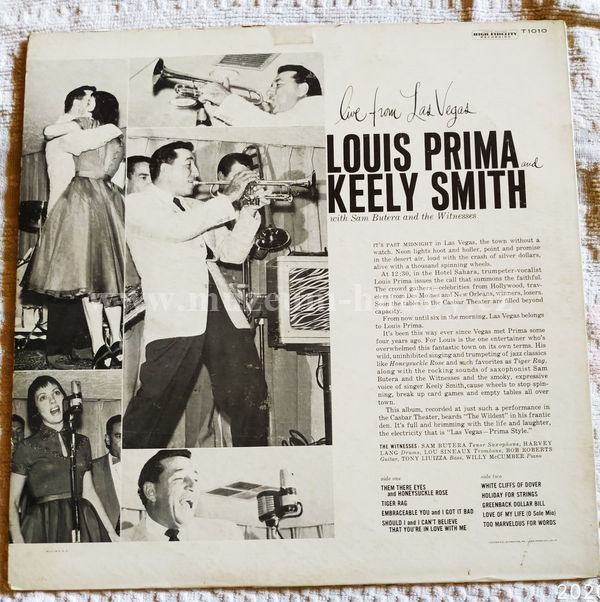 HIGH FIDELITY
RECORDING
T1010
live from Las Vegas
LOUIS PRIMA and
KEELY SMITH
with Sam Butera and the Witnesses
IT'S PAST MIDNIGHT in Las Vegas, the town without a
watch. Neon lights hoot and holler, point and promise
in the desert air, loud with the crash of silver dollars,
alive with a thousand spinning wheels.
At 12:30, in the Hotel Sahara, trumpeter-vocalist
Louis Prima issues the call that summons the faithful.
The crowd gathers—celebrities from Hollywood, trav-
elers from Des Moines and New Orleans, winners, losers.
Soon the tables in the Casbar Theater are filled beyond
capacity.
From now until six in the morning, Las Vegas belongs
to Louis Prima.
It's been this way ever since Vegas met Prima some
four years ago. For Louis is the one entertainer who's
overwhelmed this fantastic town on its own terms. His
wild, uninhibited singing and trumpeting of jazz classics
like Honeysuckle Rose and such favorites as Tiger Rag,
along with the rocking sounds of saxophonist Sam
Butera and the Witnesses and the smoky, expressive
voice of singer Keely Smith, cause wheels to stop spin-
ning, break up card games and empty tables all over
town.
This album, recorded at just such a performance in
the Casbar Theater, beards "The Wildest" in his frantic
den. It's full and brimming with the life and laughter,
the electricity that is "Las Vegas—Prima Style."
THE WITNESSES: SAM BUTERA Tenor Saxophone, HARVEY
LANG Drums, LOU SINEAUX Trombone, BOB ROBERTS
Guitar, TONY LIUIZZA Bass, WILLY McCUMBER Piano
side one
THEM THERE EYES
and HONEYSUCKLE ROSE
TIGER RAG
EMBRACEABLE YOU and I GOT IT BAD
SHOULD I and I CAN'T BELIEVE
THAT YOU'RE IN LOVE WITH ME
side two
WHITE CLIFFS OF DOVER
HOLIDAY FOR STRINGS
GREENBACK DOLLAR BILL
LOVE OF MY LIFE (O Sole Mio)
TOO MARVELOUS FOR WORDS